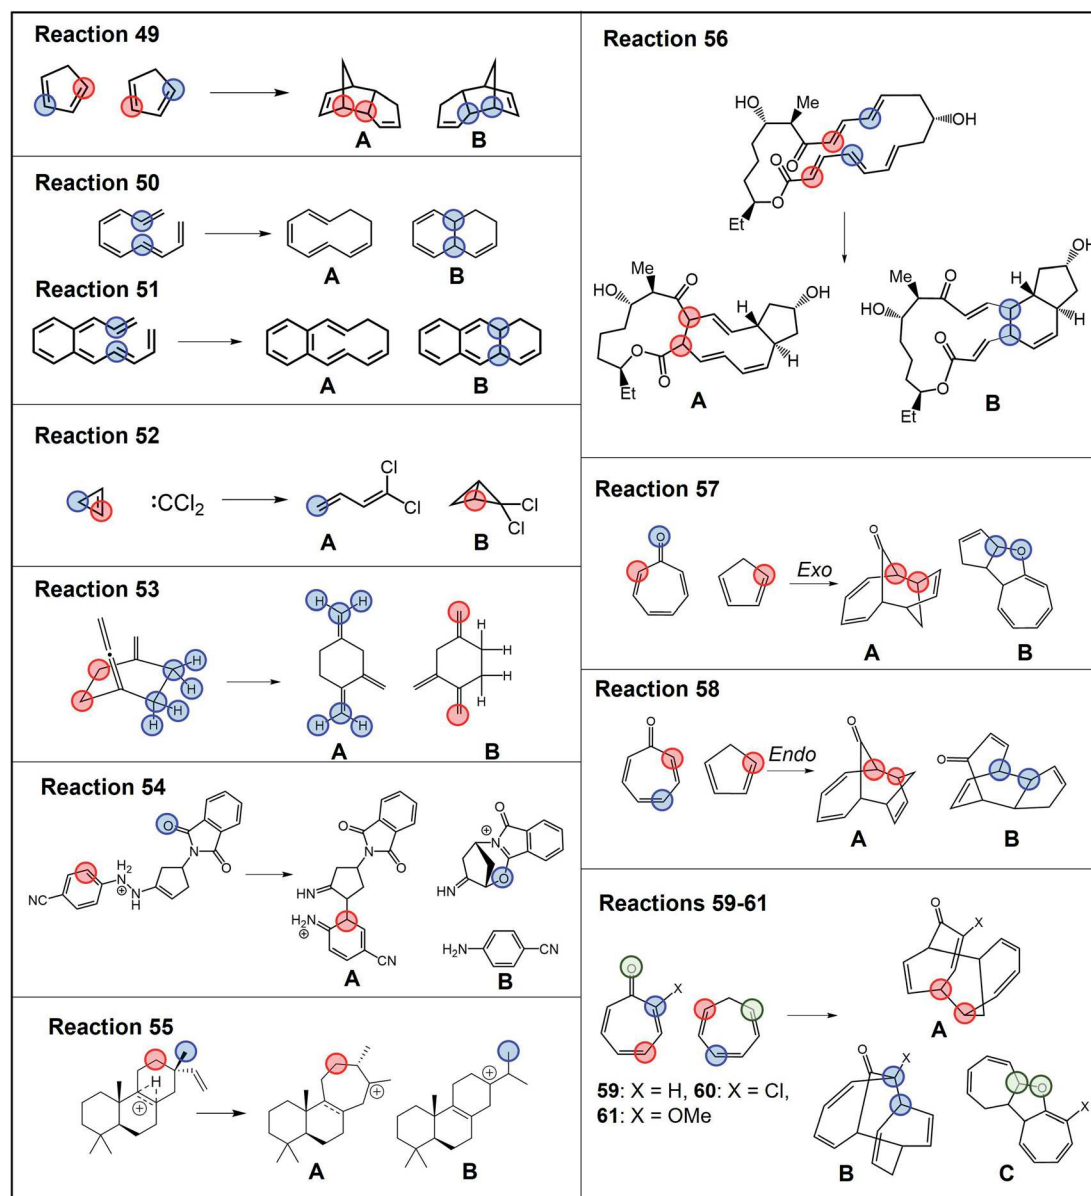 Reaction 49
A B
Reaction 50
A B
Reaction 51
A B
Reaction 52
:CCl₂
Cl
Cl
Cl
Cl
A B
Reaction 53
H H
H
H
H H
H H
H H
H
H
H
H
A B
Reaction 54
O O
N
O
H₂
N
⊕
N
H
NC
O O
N
HN
H₂N
⊕
CN
A
O
⊕
N
O
HN
H₂N CN
B
Reaction 55
H
⊕
⊕
⊕
A B
Reaction 56
HO Me
OH
O
O
O
Et
Me O
HO
OH
H
H
O
O
Et
A
OH
Me O H
HO
H
O
O
Et
B
Reaction 57
O
Exo
O
O
A B
Reaction 58
O
Endo
O
O
A B
Reactions 59-61
O
X
59: X = H, 60: X = Cl,
61: X = OMe
O
X
A
O X
B
O
X
C